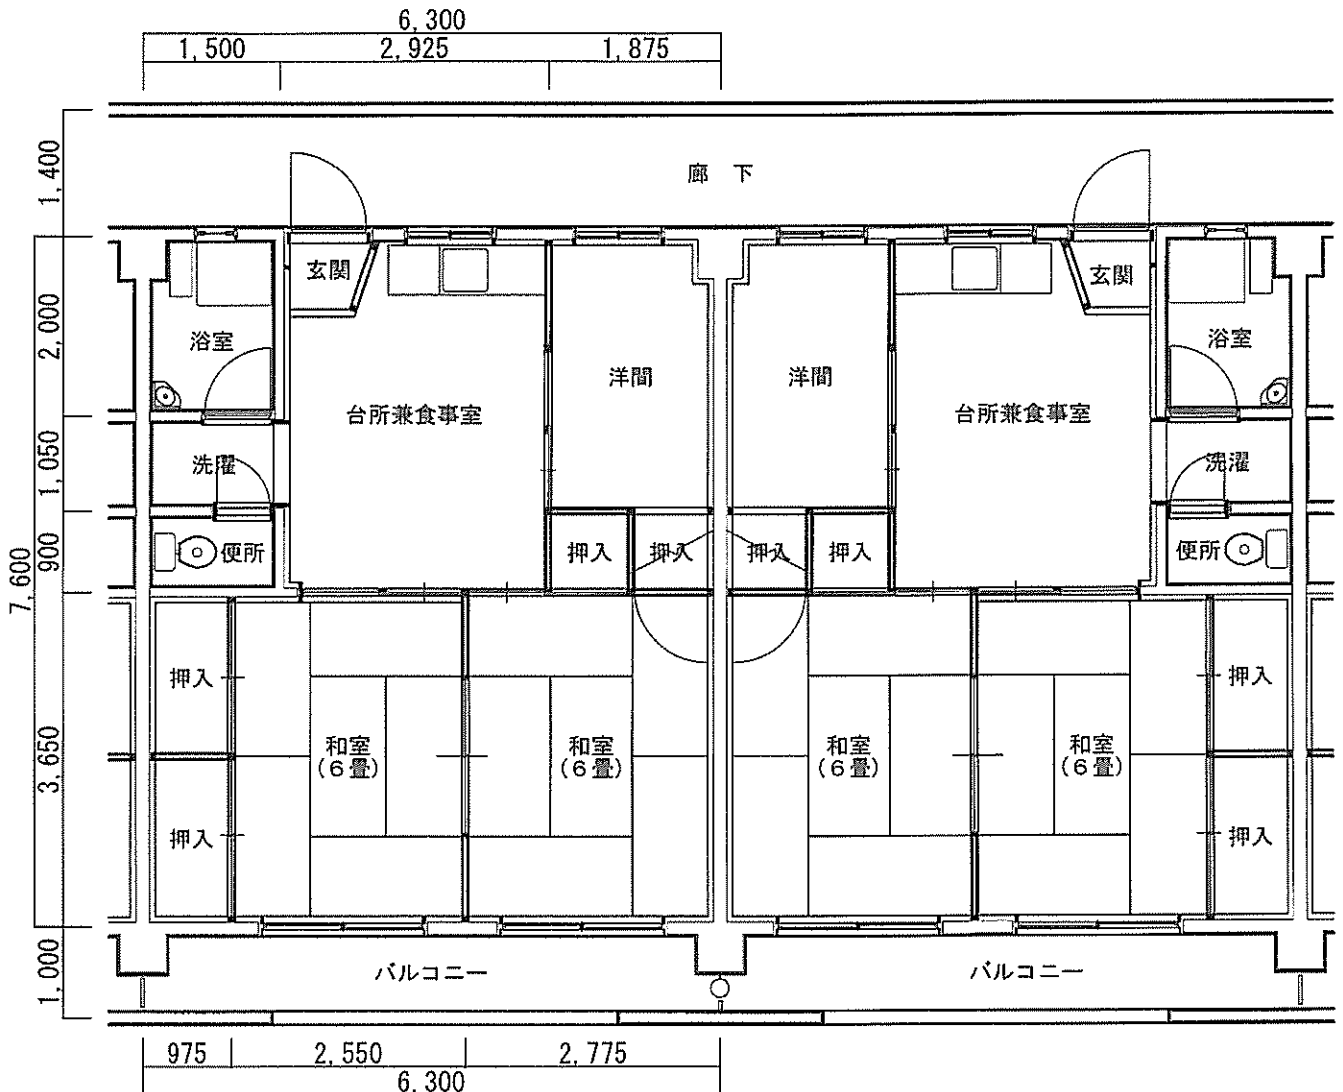 6,300
1,500 2,925 1,875
1,400
廊 下
玄関 玄関
2,000
浴室 浴室
洋間 洋間
台所兼食事室 台所兼食事室
1,050
洗濯 洗濯
900
便所 押入 押入 押入 押入 便所
7,600
押入 押入
3,650
和室 和室 和室 和室
(6畳) (6畳) (6畳) (6畳)
押入 押入
1,000
バルコニー バルコニー
975 2,550 2,775
6,300